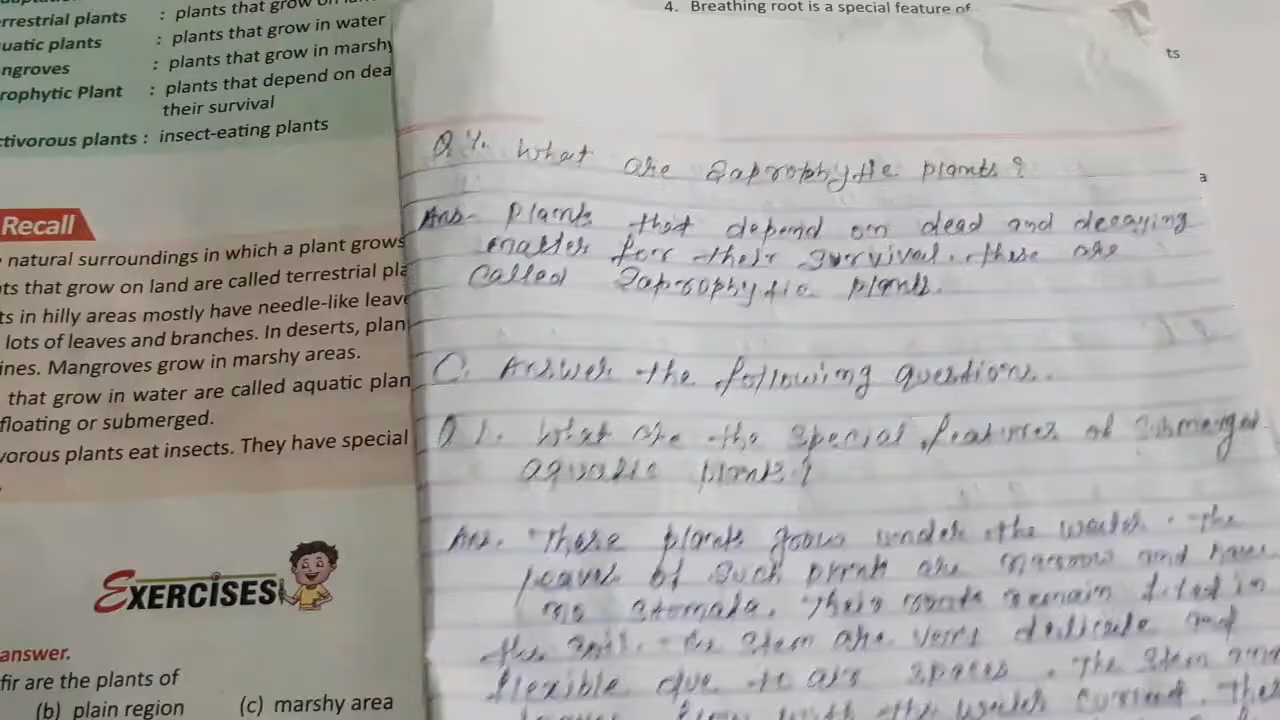 rrestrial plants : plants that grow on
uatic plants : plants that grow in water
ngroves : plants that grow in marshy
rophytic Plant : plants that depend on dea
their survival
ctivorous plants : insect-eating plants
Recall
natural surroundings in which a plant grows
ts that grow on land are called terrestrial pla
ts in hilly areas mostly have needle-like leave
lots of leaves and branches. In deserts, plan
ines. Mangroves grow in marshy areas.
that grow in water are called aquatic plan
floating or submerged.
vorous plants eat insects. They have special
EXERCISES
answer.
fir are the plants of
(b) plain region (c) marshy area
4. Breathing root is a special feature of
ts
a
Q 4. What are Saprophytic plants?
Ans- Plants that depend on dead and decaying
matter for their survival. these are
called Saprophytic plants.
C. Answer the following questions.
Q 1. What are the special features of submerged
aquatic plants?
Ans. These plants grow under the water. The
leaves of such plants are narrow and have
no stomata. Their roots remain fixed in
the soil. stem are very delicate and
flexible due to air spaces. The stem and
with the water current. The